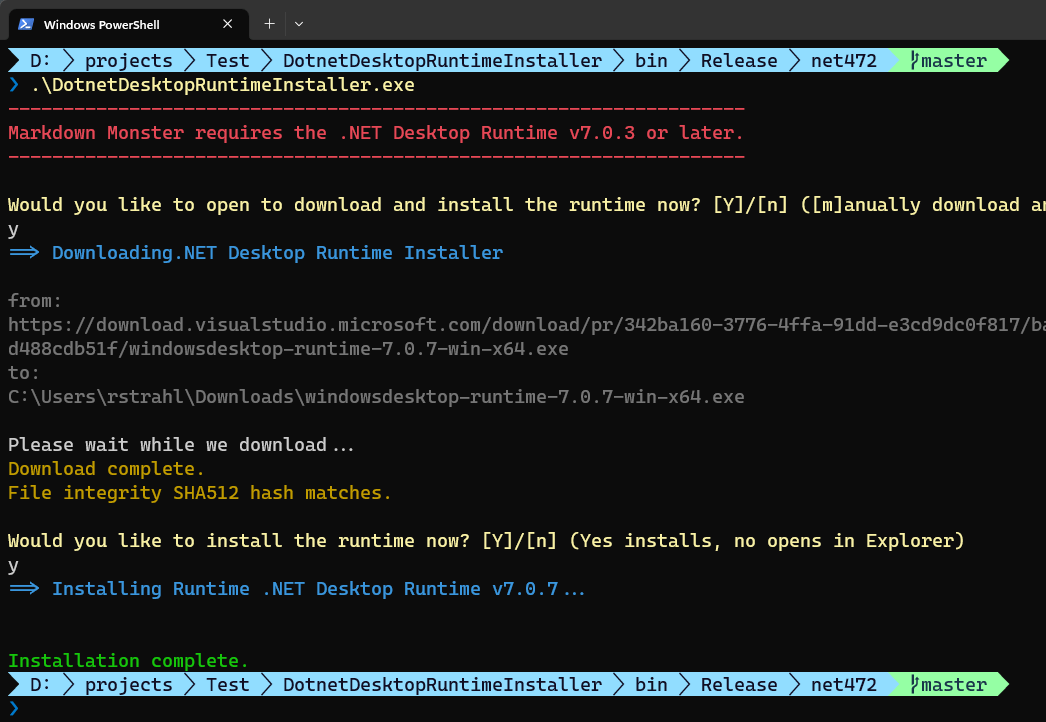 Windows PowerShell
D: projects Test DotnetDesktopRuntimeInstaller bin Release net472 master
❯ .\DotnetDesktopRuntimeInstaller.exe
-------------------------------------------------------------------
Markdown Monster requires the .NET Desktop Runtime v7.0.3 or later.
-------------------------------------------------------------------
Would you like to open to download and install the runtime now? [Y]/[n] ([m]anually download
y
==> Downloading.NET Desktop Runtime Installer
from:
https://download.visualstudio.microsoft.com/download/pr/342ba160-3776-4ffa-91dd-e3cd9dc0f817/
d488cdb51f/windowsdesktop-runtime-7.0.7-win-x64.exe
to:
C:\Users\rstrahl\Downloads\windowsdesktop-runtime-7.0.7-win-x64.exe
Please wait while we download...
Download complete.
File integrity SHA512 hash matches.
Would you like to install the runtime now? [Y]/[n] (Yes installs, no opens in Explorer)
y
==> Installing Runtime .NET Desktop Runtime v7.0.7...
Installation complete.
D: projects Test DotnetDesktopRuntimeInstaller bin Release net472 master
❯